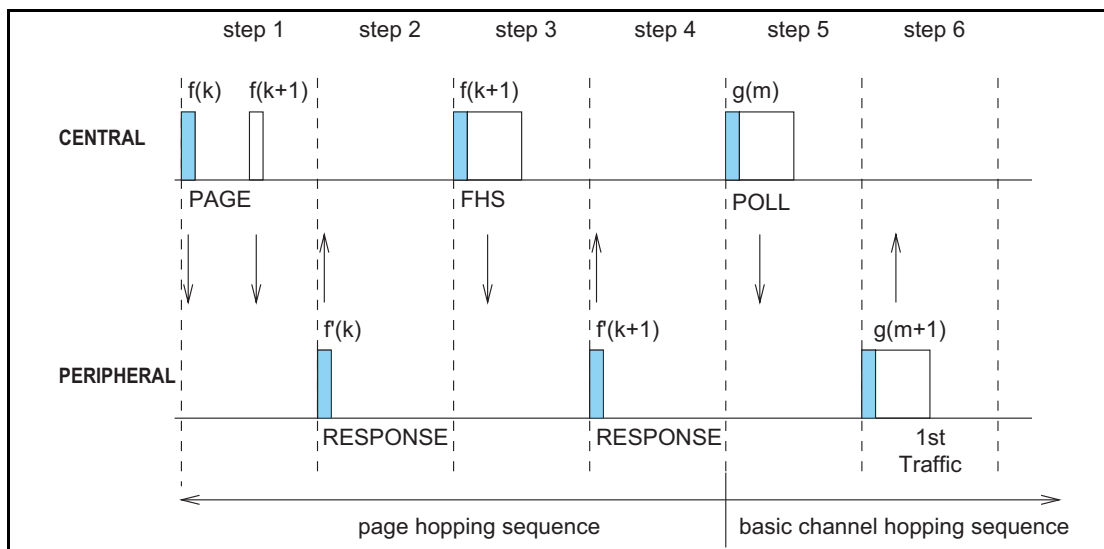 step 1 step 2 step 3 step 4 step 5 step 6
f(k) f(k+1) f(k+1) g(m)
CENTRAL
PAGE FHS POLL
f'(k) f'(k+1) g(m+1)
PERIPHERAL
RESPONSE RESPONSE 1st
Traffic
page hopping sequence basic channel hopping sequence